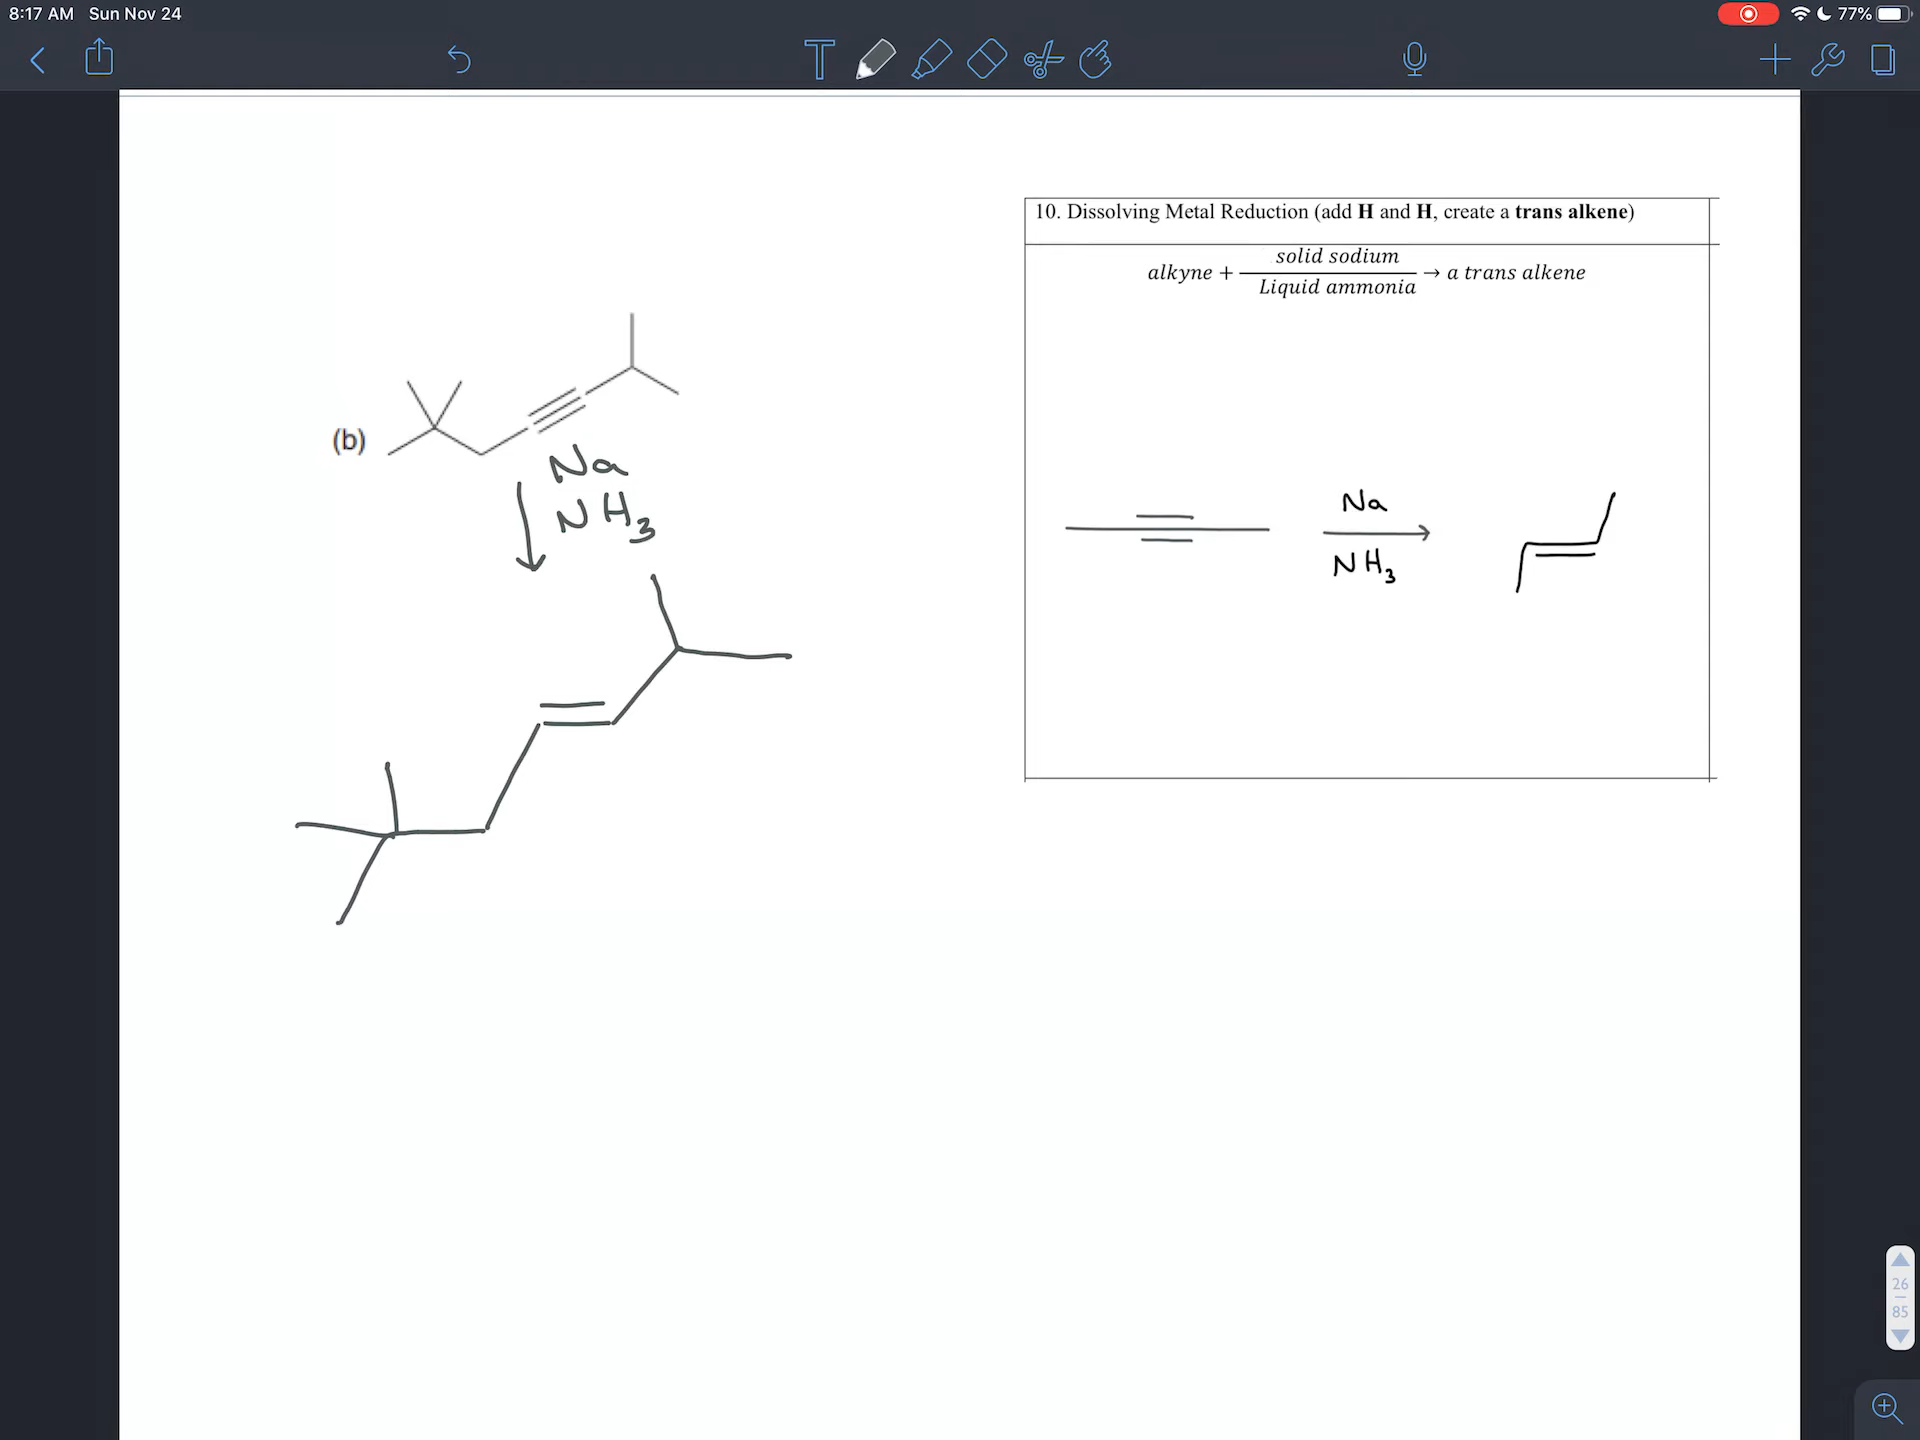 8:17 AM Sun Nov 24
77%
10. Dissolving Metal Reduction (add H and H, create a trans alkene)
solid sodium
alkyne + → a trans alkene
Liquid ammonia
(b)
Na
NH₃
Na
NH₃
26
85